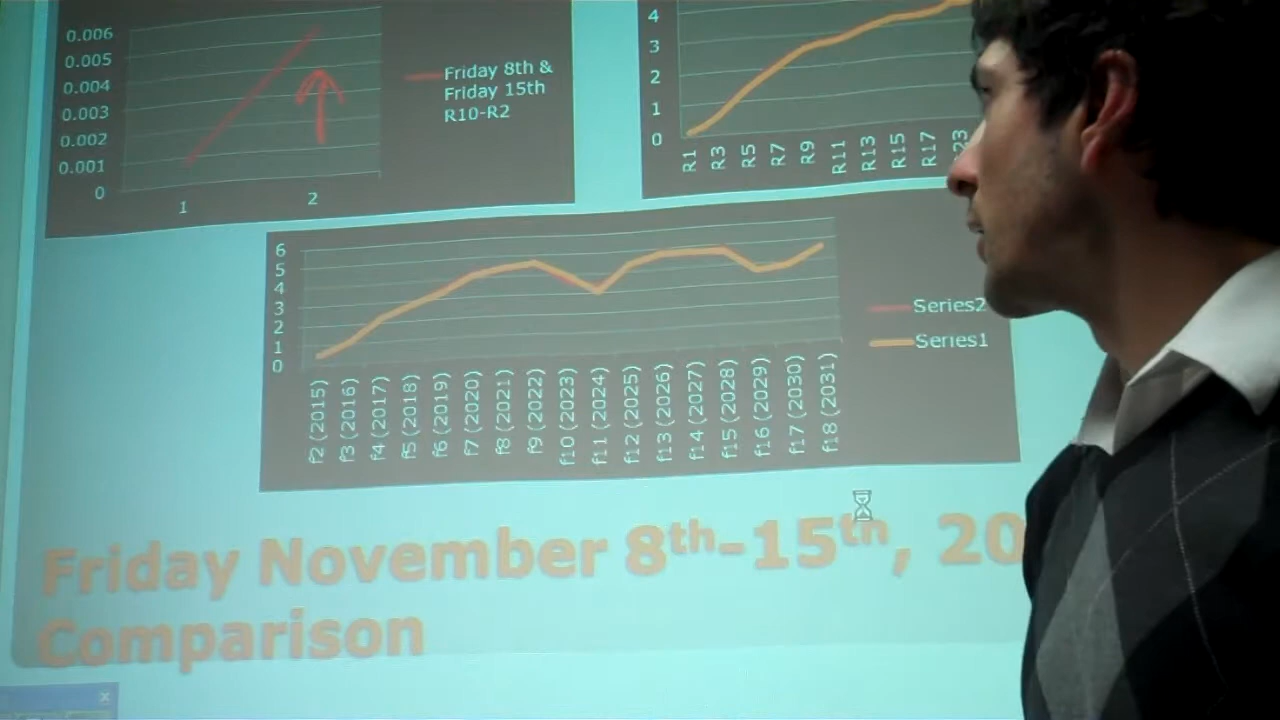 0.006
0.005
0.004
0.003
0.002
0.001
0
1
2
Friday 8th &
Friday 15th
R10-R2
4
3
2
1
0
R1
R3
R5
R7
R9
R11
R13
R15
R17
23
6
5
4
3
2
1
0
f2 (2015)
f3 (2016)
f4 (2017)
f5 (2018)
f6 (2019)
f7 (2020)
f8 (2021)
f9 (2022)
f10 (2023)
f11 (2024)
f12 (2025)
f13 (2026)
f14 (2027)
f15 (2028)
f16 (2029)
f17 (2030)
f18 (2031)
Series2
Series1
Friday November 8th-15th, 20
Comparison
x